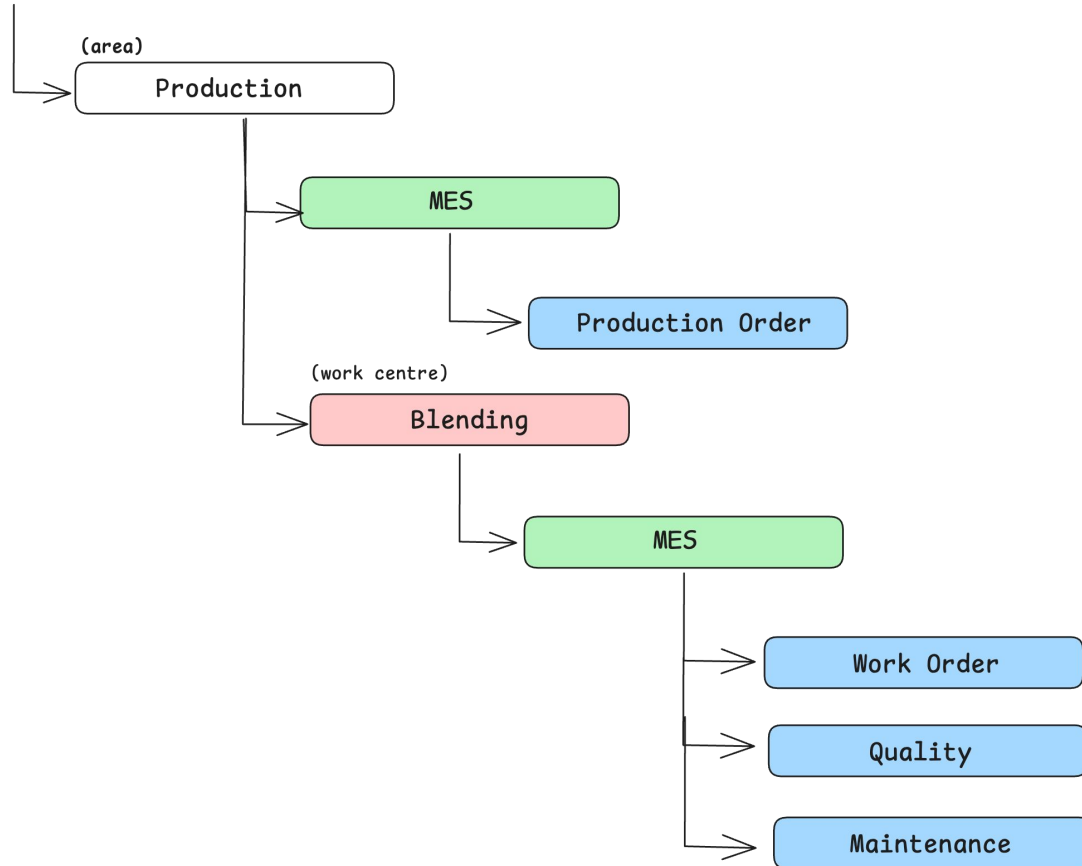 (area)
Production
MES
Production Order
(work centre)
Blending
MES
Work Order
Quality
Maintenance